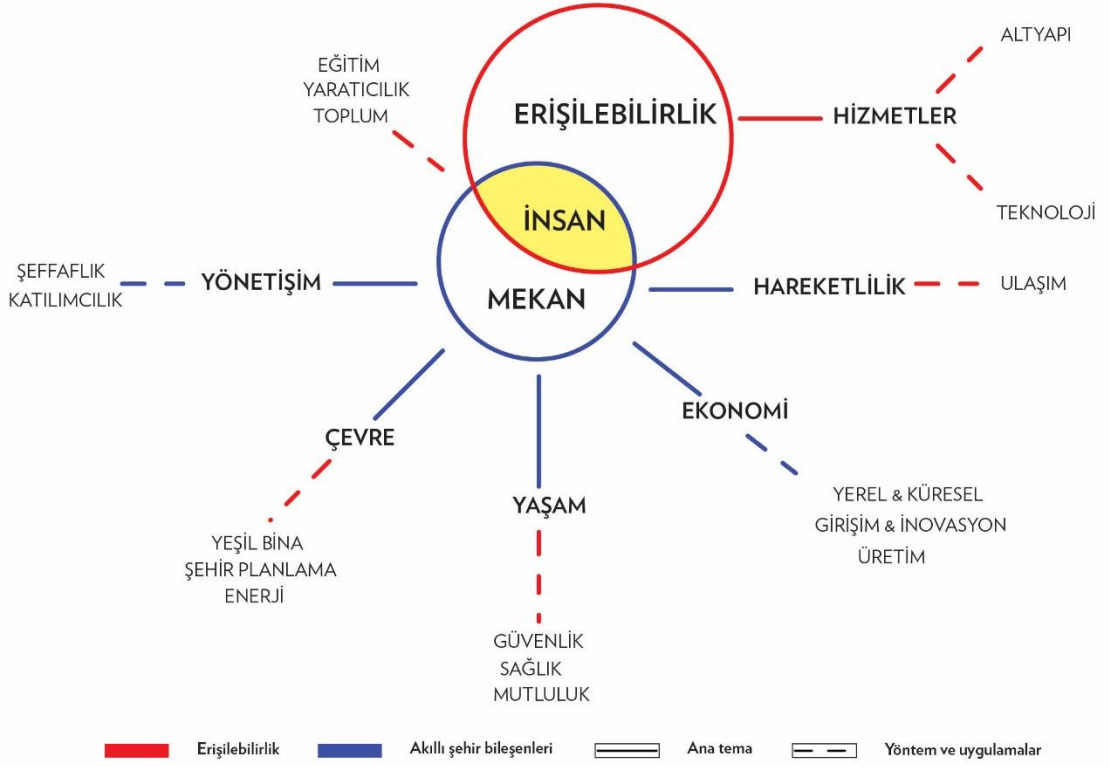 ALTYAPI
EĞİTİM
YARATICILIK
TOPLUM
ERİŞİLEBİLİRLİK
HİZMETLER
TEKNOLOJİ
İNSAN
ŞEFFAFLIK
KATILIMCILIK
YÖNETİŞİM
MEKAN
HAREKETLİLİK
ULAŞIM
EKONOMİ
ÇEVRE
YAŞAM
YEREL & KÜRESEL
GİRİŞİM & İNOVASYON
ÜRETİM
YEŞİL BİNA
ŞEHİR PLANLAMA
ENERJİ
GÜVENLİK
SAĞLIK
MUTLULUK
Erişilebilirlik
Akıllı şehir bileşenleri
Ana tema
Yöntem ve uygulamalar